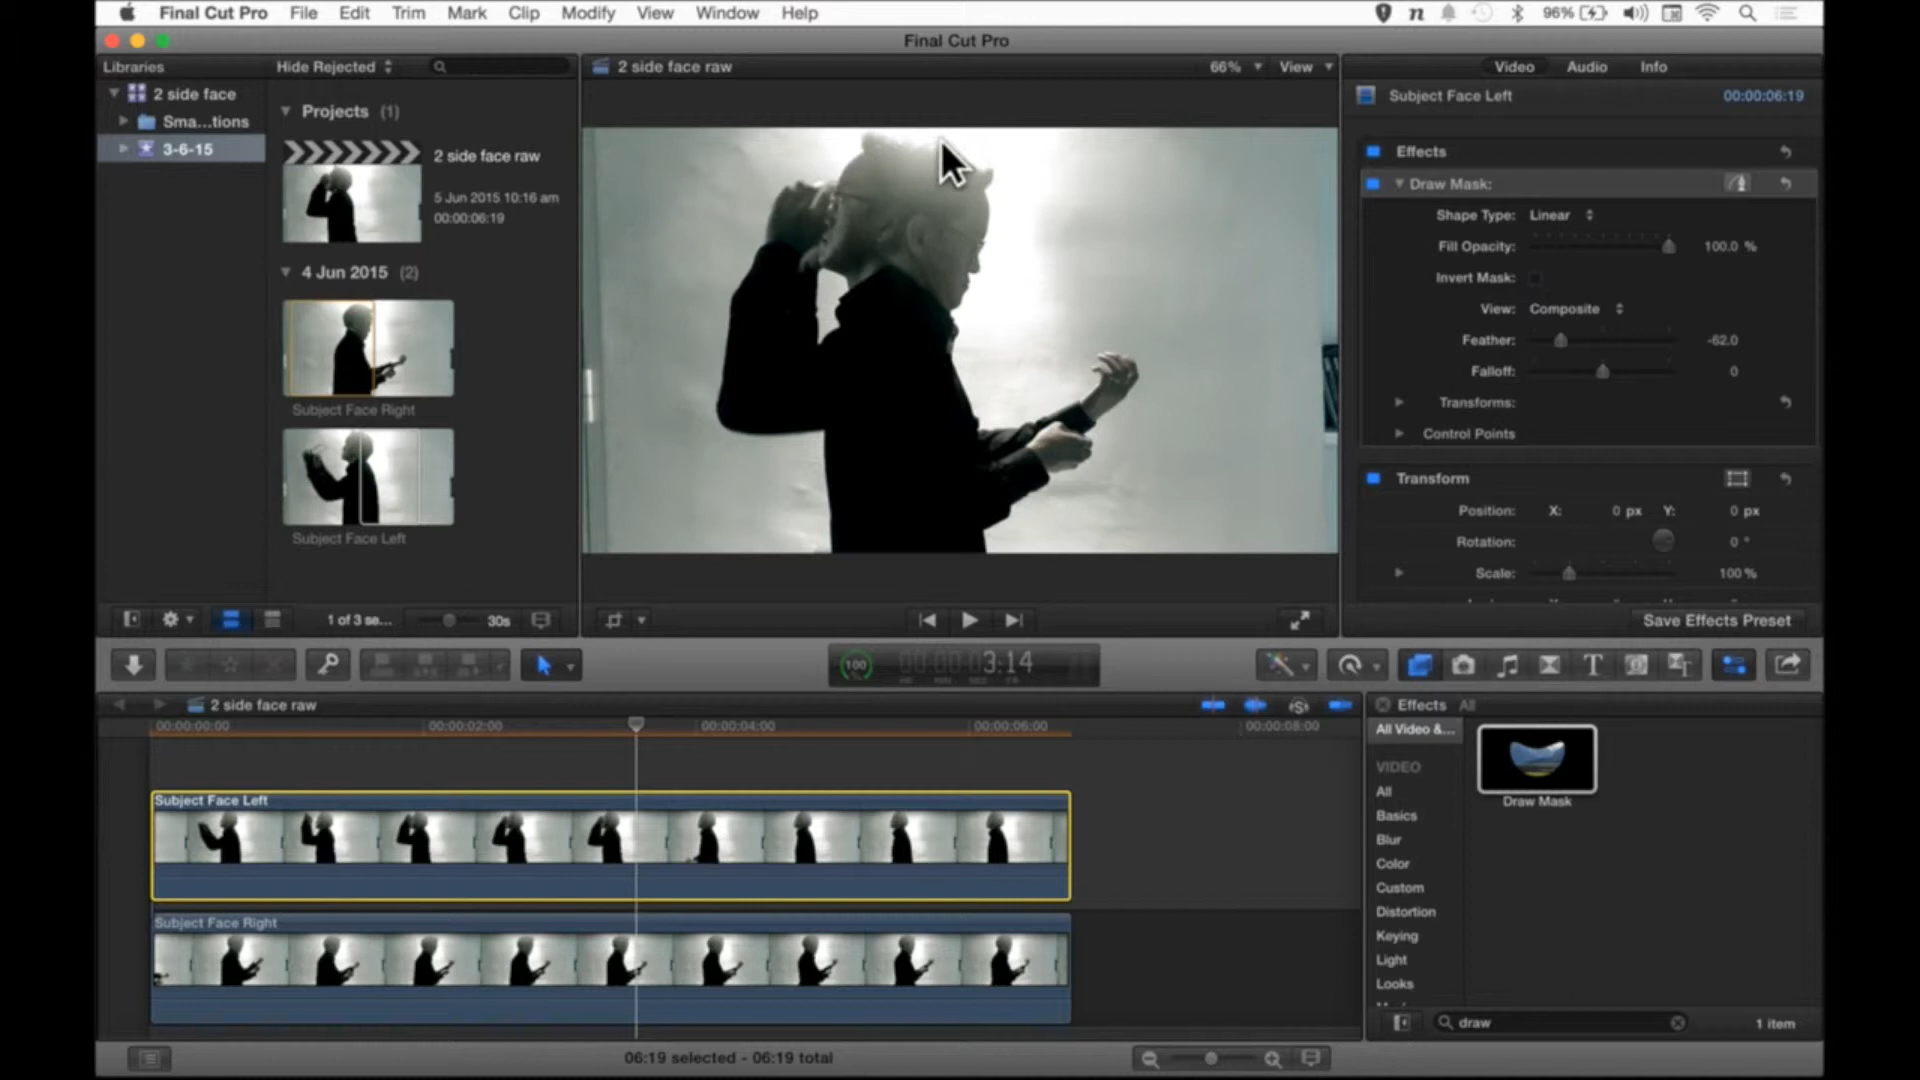 Final Cut Pro File Edit Trim Mark Clip Modify View Window Help 96%
Final Cut Pro
Libraries
Hide Rejected
2 side face raw
66%
View
Video Audio Info
2 side face
Sma...tions
3-6-15
Projects (1)
2 side face raw
5 Jun 2015 10:16 am
00:00:06:19
4 Jun 2015 (2)
Subject Face Right
Subject Face Left
Subject Face Left 00:00:06:19
Effects
Draw Mask:
Shape Type: Linear
Fill Opacity: 100.0 %
Invert Mask:
View: Composite
Feather: -62.0
Falloff: 0
Transforms:
Control Points
Transform
Position: X: 0 px Y: 0 px
Rotation: 0 °
Scale: 100 %
1 of 3 se...
30s
Save Effects Preset
100
3:14
2 side face raw
00:00:00:00 00:00:02:00 00:00:04:00 00:00:06:00 00:00:08:00
Subject Face Left
Subject Face Right
Effects All
All Video &...
VIDEO
All
Basics
Blur
Color
Custom
Distortion
Keying
Light
Looks
Draw Mask
draw
1 item
06:19 selected - 06:19 total